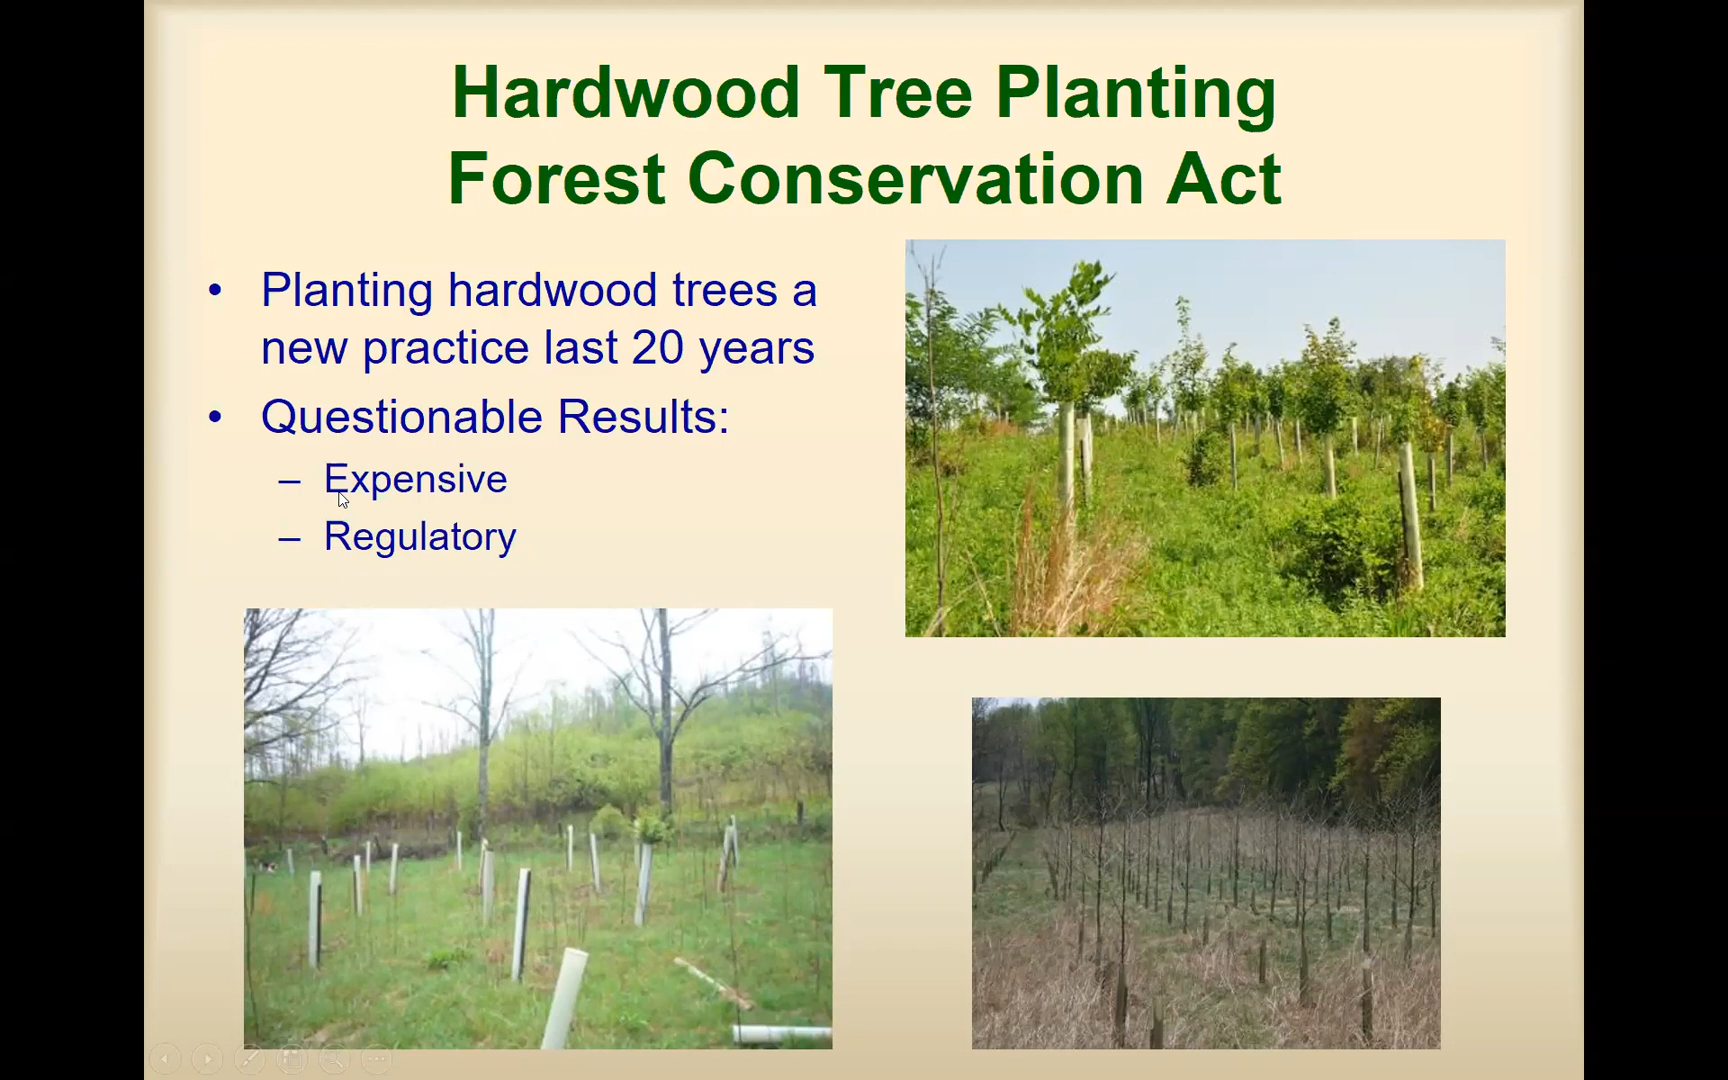 Hardwood Tree Planting
Forest Conservation Act
• Planting hardwood trees a
new practice last 20 years
• Questionable Results:
– Expensive
– Regulatory